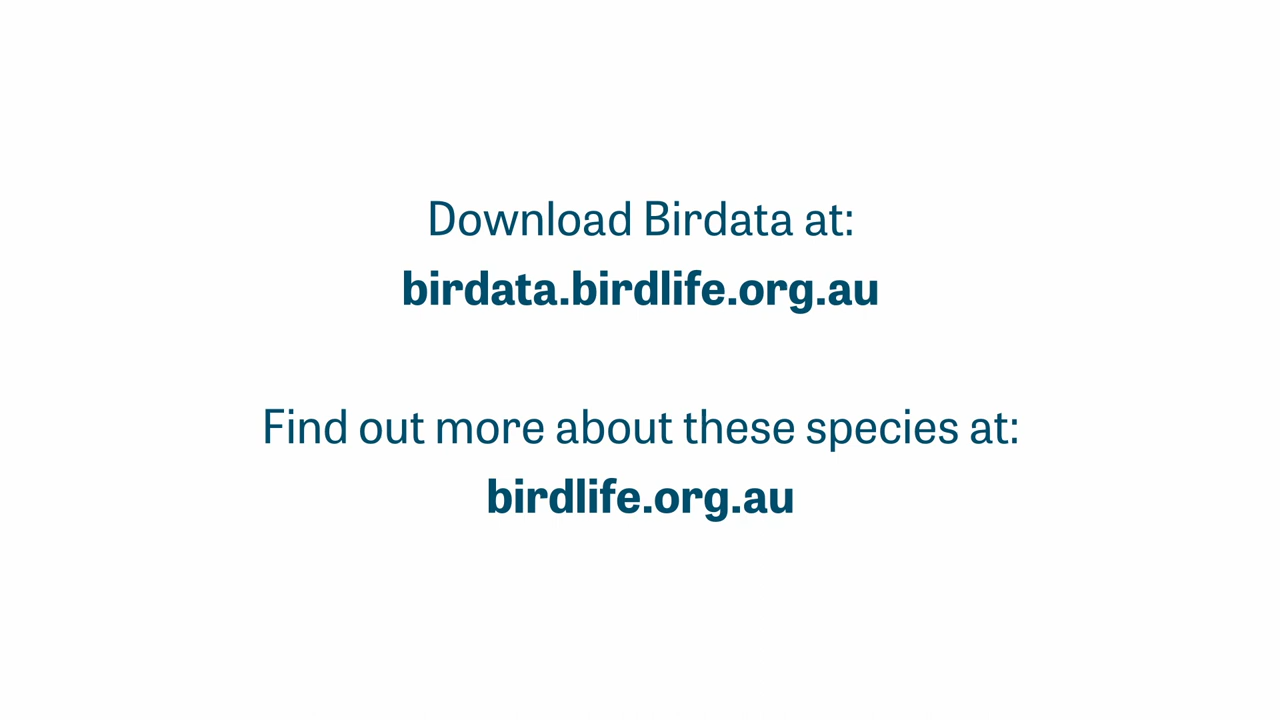 Download Birdata at:
birdata.birdlife.org.au
Find out more about these species at:
birdlife.org.au